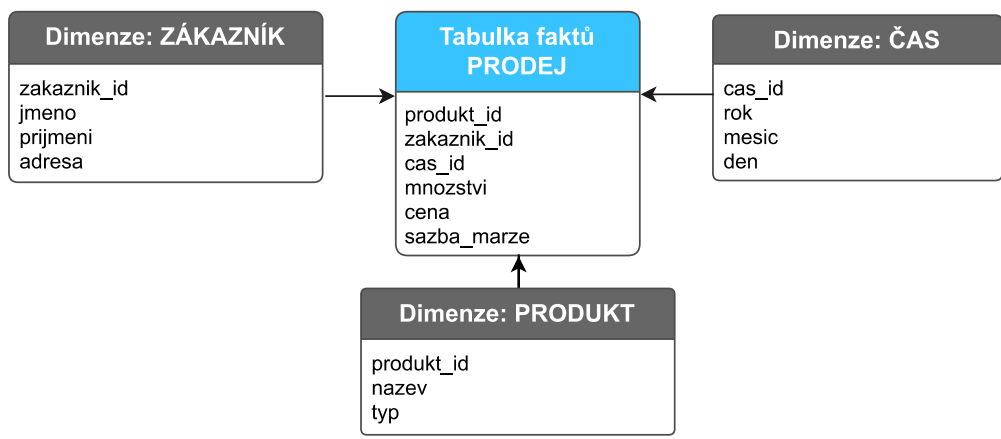 Dimenze: ZÁKAZNÍK
zakaznik_id
jmeno
prijmeni
adresa
Tabulka faktů
PRODEJ
produkt_id
zakaznik_id
cas_id
mnozstvi
cena
sazba_marze
Dimenze: ČAS
cas_id
rok
mesic
den
Dimenze: PRODUKT
produkt_id
nazev
typ